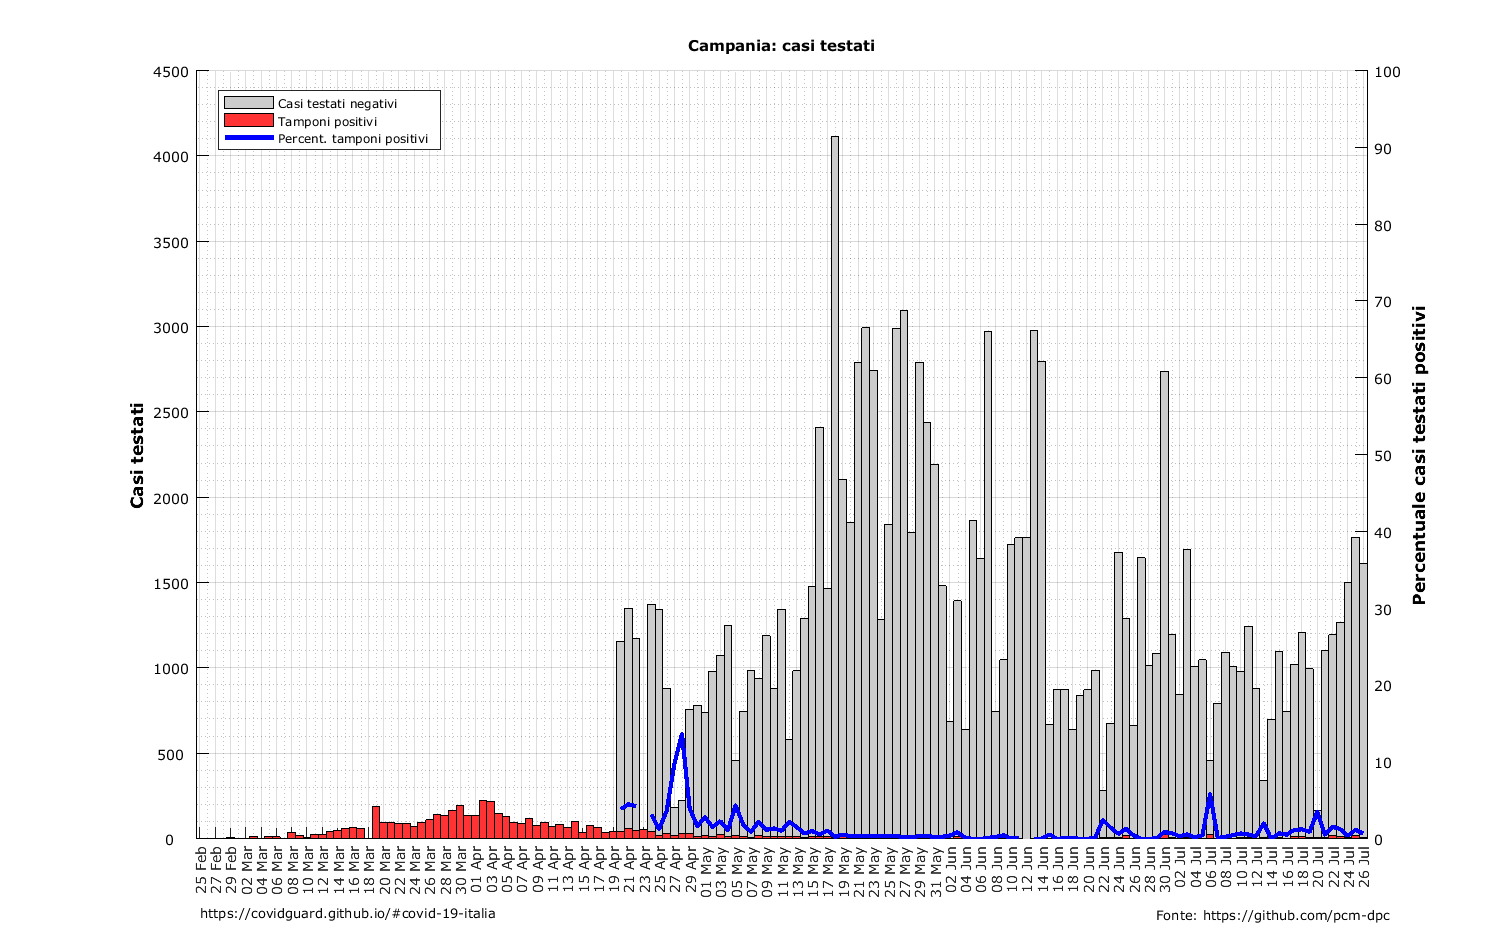 Campania: casi testati
4500
4000
3500
3000
2500
2000
1500
1000
500
0
Casi testati
Casi testati negativi
Tamponi positivi
Percent. tamponi positivi
100
90
80
70
60
50
40
30
20
10
0
Percentuale casi testati positivi
25 Feb
27 Feb
29 Feb
02 Mar
04 Mar
06 Mar
08 Mar
10 Mar
12 Mar
14 Mar
16 Mar
18 Mar
20 Mar
22 Mar
24 Mar
26 Mar
28 Mar
30 Mar
01 Apr
03 Apr
05 Apr
07 Apr
09 Apr
11 Apr
13 Apr
15 Apr
17 Apr
19 Apr
21 Apr
23 Apr
25 Apr
27 Apr
29 Apr
01 May
03 May
05 May
07 May
09 May
11 May
13 May
15 May
17 May
19 May
21 May
23 May
25 May
27 May
29 May
31 May
02 Jun
04 Jun
06 Jun
08 Jun
10 Jun
12 Jun
14 Jun
16 Jun
18 Jun
20 Jun
22 Jun
24 Jun
26 Jun
28 Jun
30 Jun
02 Jul
04 Jul
06 Jul
08 Jul
10 Jul
12 Jul
14 Jul
16 Jul
18 Jul
20 Jul
22 Jul
24 Jul
26 Jul
https://covidguard.github.io/#covid-19-italia
Fonte: https://github.com/pcm-dpc